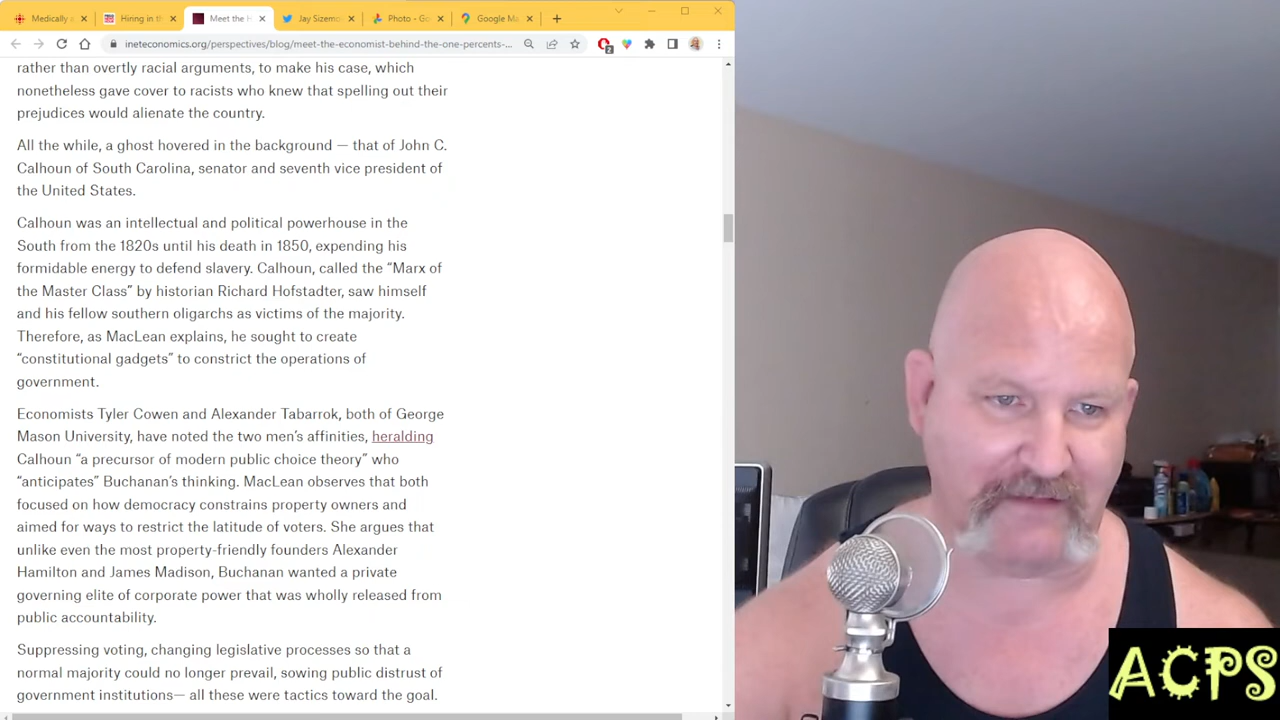 Medically a
Hiring in the
Meet the H
Jay Sizemo
Photo - Go
Google Ma
ineteconomics.org/perspectives/blog/meet-the-economist-behind-the-one-percents-...
2
rather than overtly racial arguments, to make his case, which
nonetheless gave cover to racists who knew that spelling out their
prejudices would alienate the country.
All the while, a ghost hovered in the background — that of John C.
Calhoun of South Carolina, senator and seventh vice president of
the United States.
Calhoun was an intellectual and political powerhouse in the
South from the 1820s until his death in 1850, expending his
formidable energy to defend slavery. Calhoun, called the “Marx of
the Master Class” by historian Richard Hofstadter, saw himself
and his fellow southern oligarchs as victims of the majority.
Therefore, as MacLean explains, he sought to create
“constitutional gadgets” to constrict the operations of
government.
Economists Tyler Cowen and Alexander Tabarrok, both of George
Mason University, have noted the two men’s affinities, heralding
Calhoun “a precursor of modern public choice theory” who
“anticipates” Buchanan’s thinking. MacLean observes that both
focused on how democracy constrains property owners and
aimed for ways to restrict the latitude of voters. She argues that
unlike even the most property-friendly founders Alexander
Hamilton and James Madison, Buchanan wanted a private
governing elite of corporate power that was wholly released from
public accountability.
Suppressing voting, changing legislative processes so that a
normal majority could no longer prevail, sowing public distrust of
government institutions— all these were tactics toward the goal.
ACPS